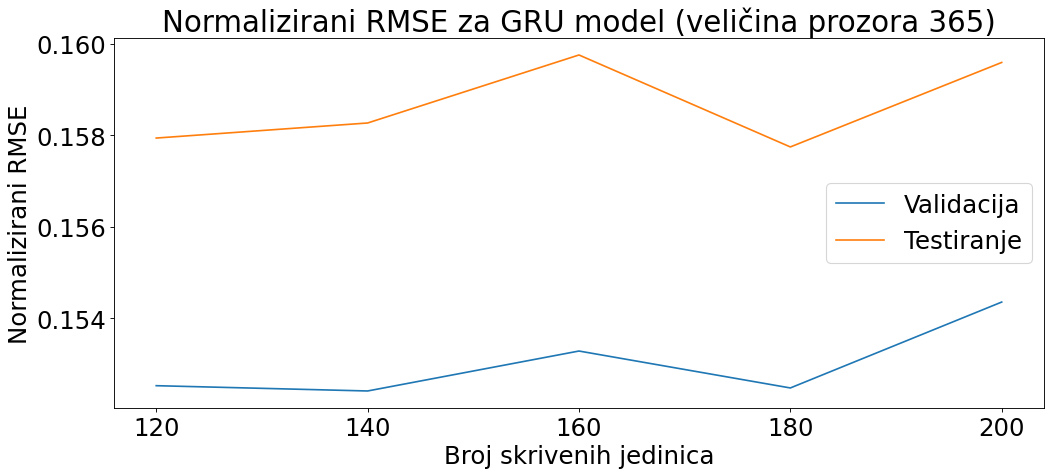 Normalizirani RMSE za GRU model (veličina prozora 365)
Normalizirani RMSE
0.160
0.158
0.156
0.154
Validacija
Testiranje
120 140 160 180 200
Broj skrivenih jedinica